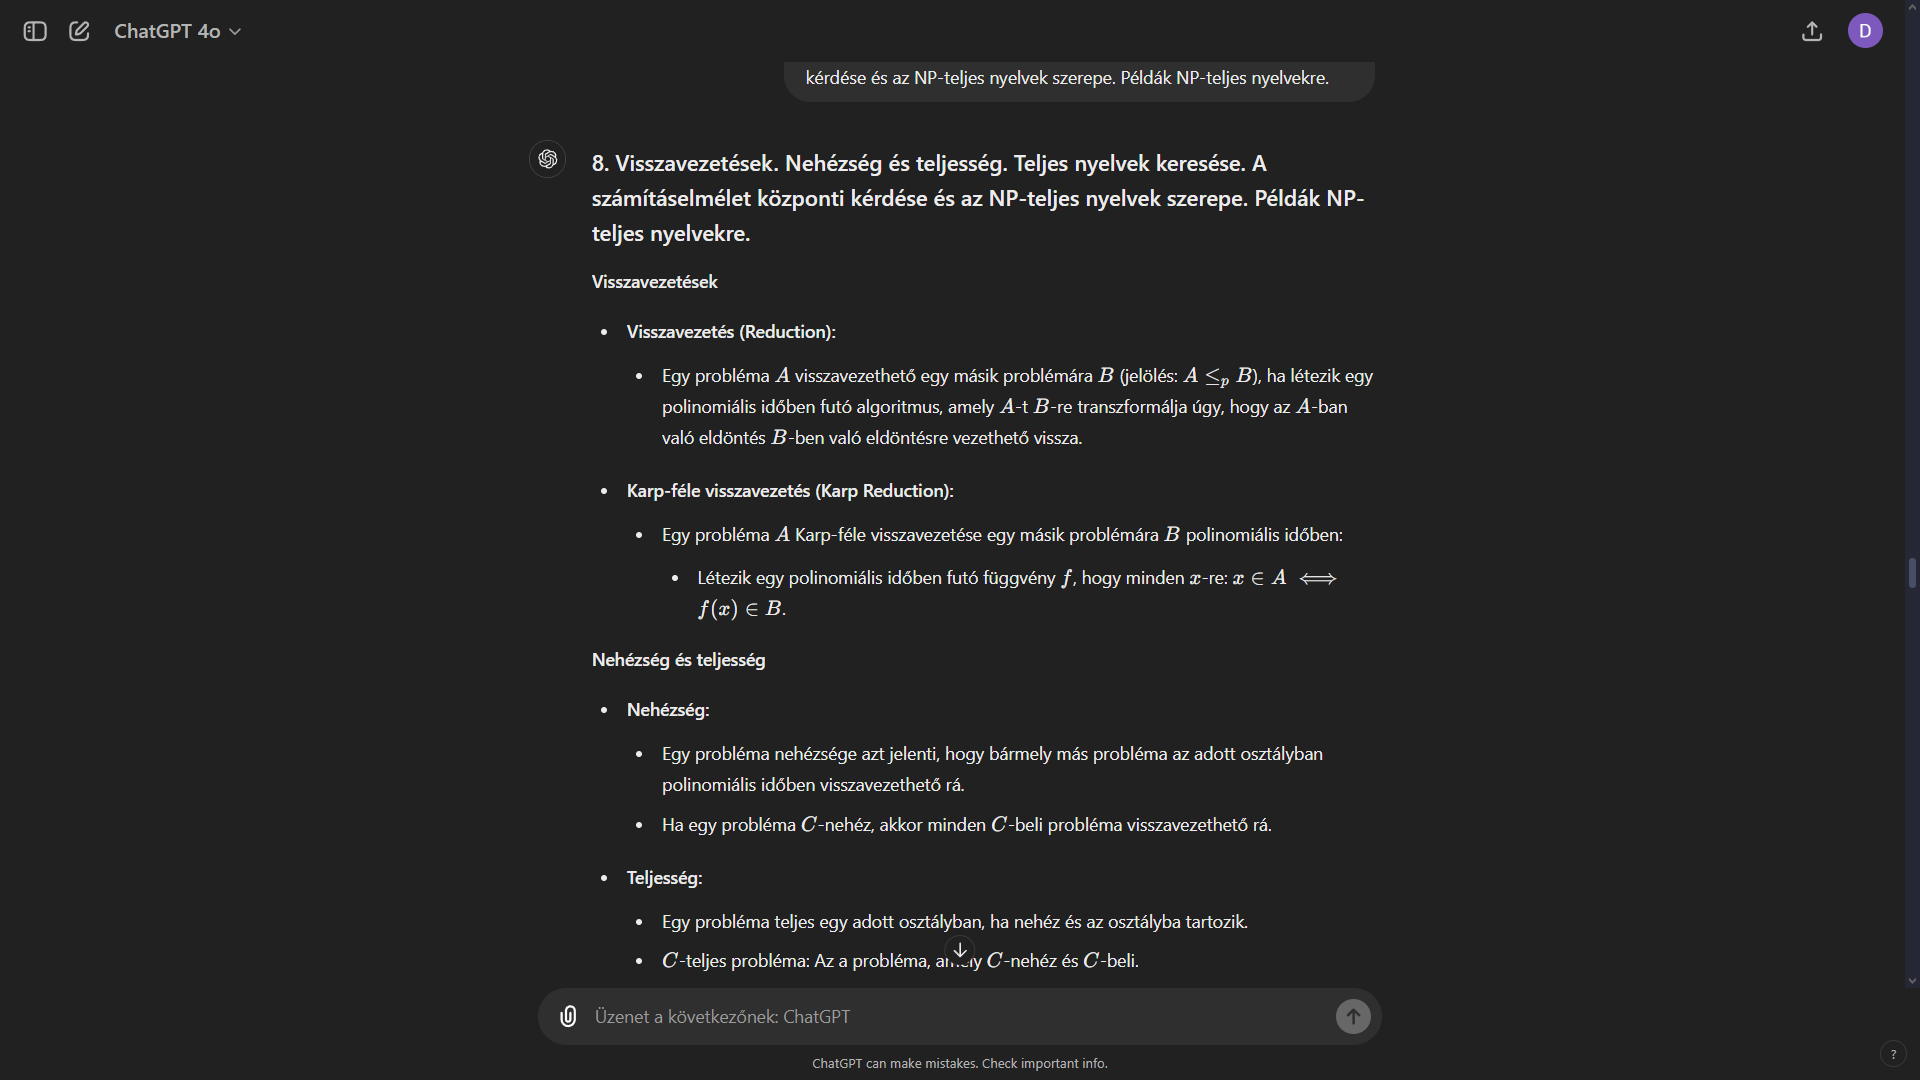 ChatGPT 4o
D
kérdése és az NP-teljes nyelvek szerepe. Példák NP-teljes nyelvekre.
8. Visszavezetések. Nehézség és teljesség. Teljes nyelvek keresése. A
számításelmélet központi kérdése és az NP-teljes nyelvek szerepe. Példák NP-
teljes nyelvekre.
Visszavezetések
• Visszavezetés (Reduction):
• Egy probléma A visszavezethető egy másik problémára B (jelölés: A ≤ₚ B), ha létezik egy
polinomiális időben futó algoritmus, amely A-t B-re transzformálja úgy, hogy az A-ban
való eldöntés B-ben való eldöntésre vezethető vissza.
• Karp-féle visszavezetés (Karp Reduction):
• Egy probléma A Karp-féle visszavezetése egy másik problémára B polinomiális időben:
• Létezik egy polinomiális időben futó függvény f, hogy minden x-re: x ∈ A ⟺
f(x) ∈ B.
Nehézség és teljesség
• Nehézség:
• Egy probléma nehézsége azt jelenti, hogy bármely más probléma az adott osztályban
polinomiális időben visszavezethető rá.
• Ha egy probléma C-nehéz, akkor minden C-beli probléma visszavezethető rá.
• Teljesség:
• Egy probléma teljes egy adott osztályban, ha nehéz és az osztályba tartozik.
• C-teljes probléma: Az a probléma, amely C-nehéz és C-beli.
Üzenet a következőnek: ChatGPT
ChatGPT can make mistakes. Check important info.
?